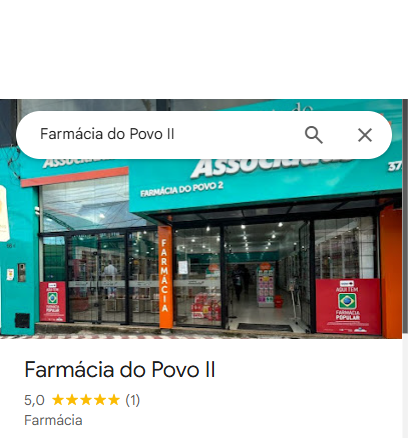 Farmácia do Povo II
FARMÁCIA DO POVO 2
37
FARMÁCIA
AQUI TEM
FARMÁCIA
POPULAR
AQUI TEM
FARMÁCIA
POPULAR
Farmácia do Povo II
5,0 ★★★★★ (1)
Farmácia